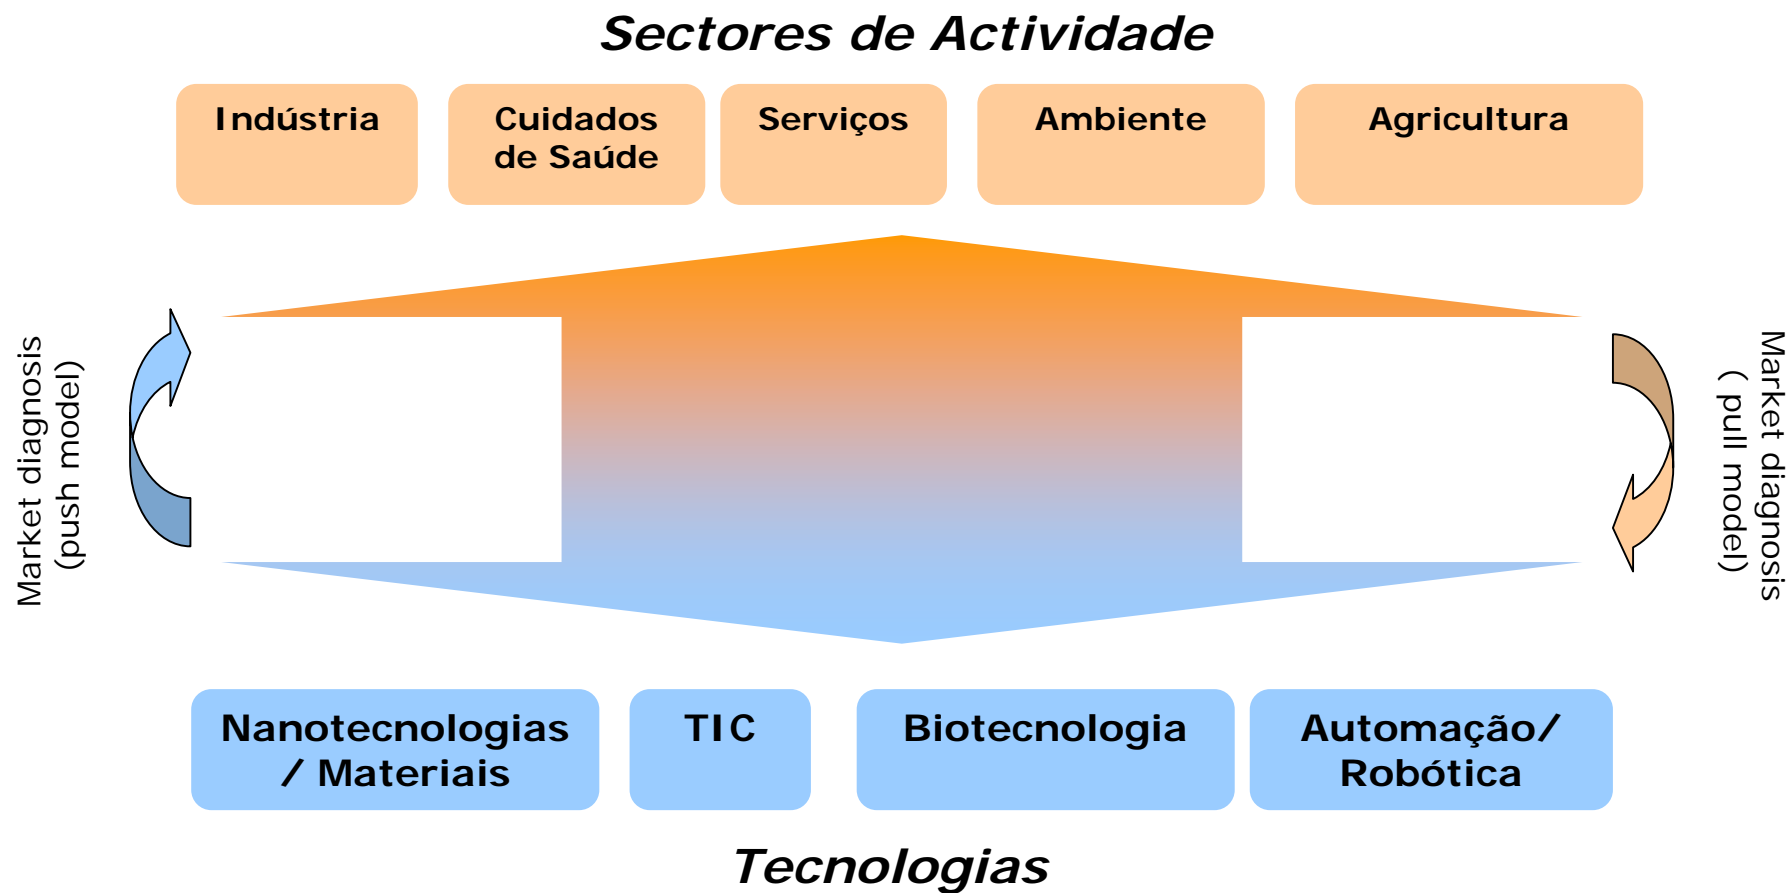 Sectores de Actividade
Indústria
Cuidados
de Saúde
Serviços
Ambiente
Agricultura
Market diagnosis
(push model)
Market diagnosis
( pull model)
Nanotecnologias
/ Materiais
TIC
Biotecnologia
Automação/
Robótica
Tecnologias